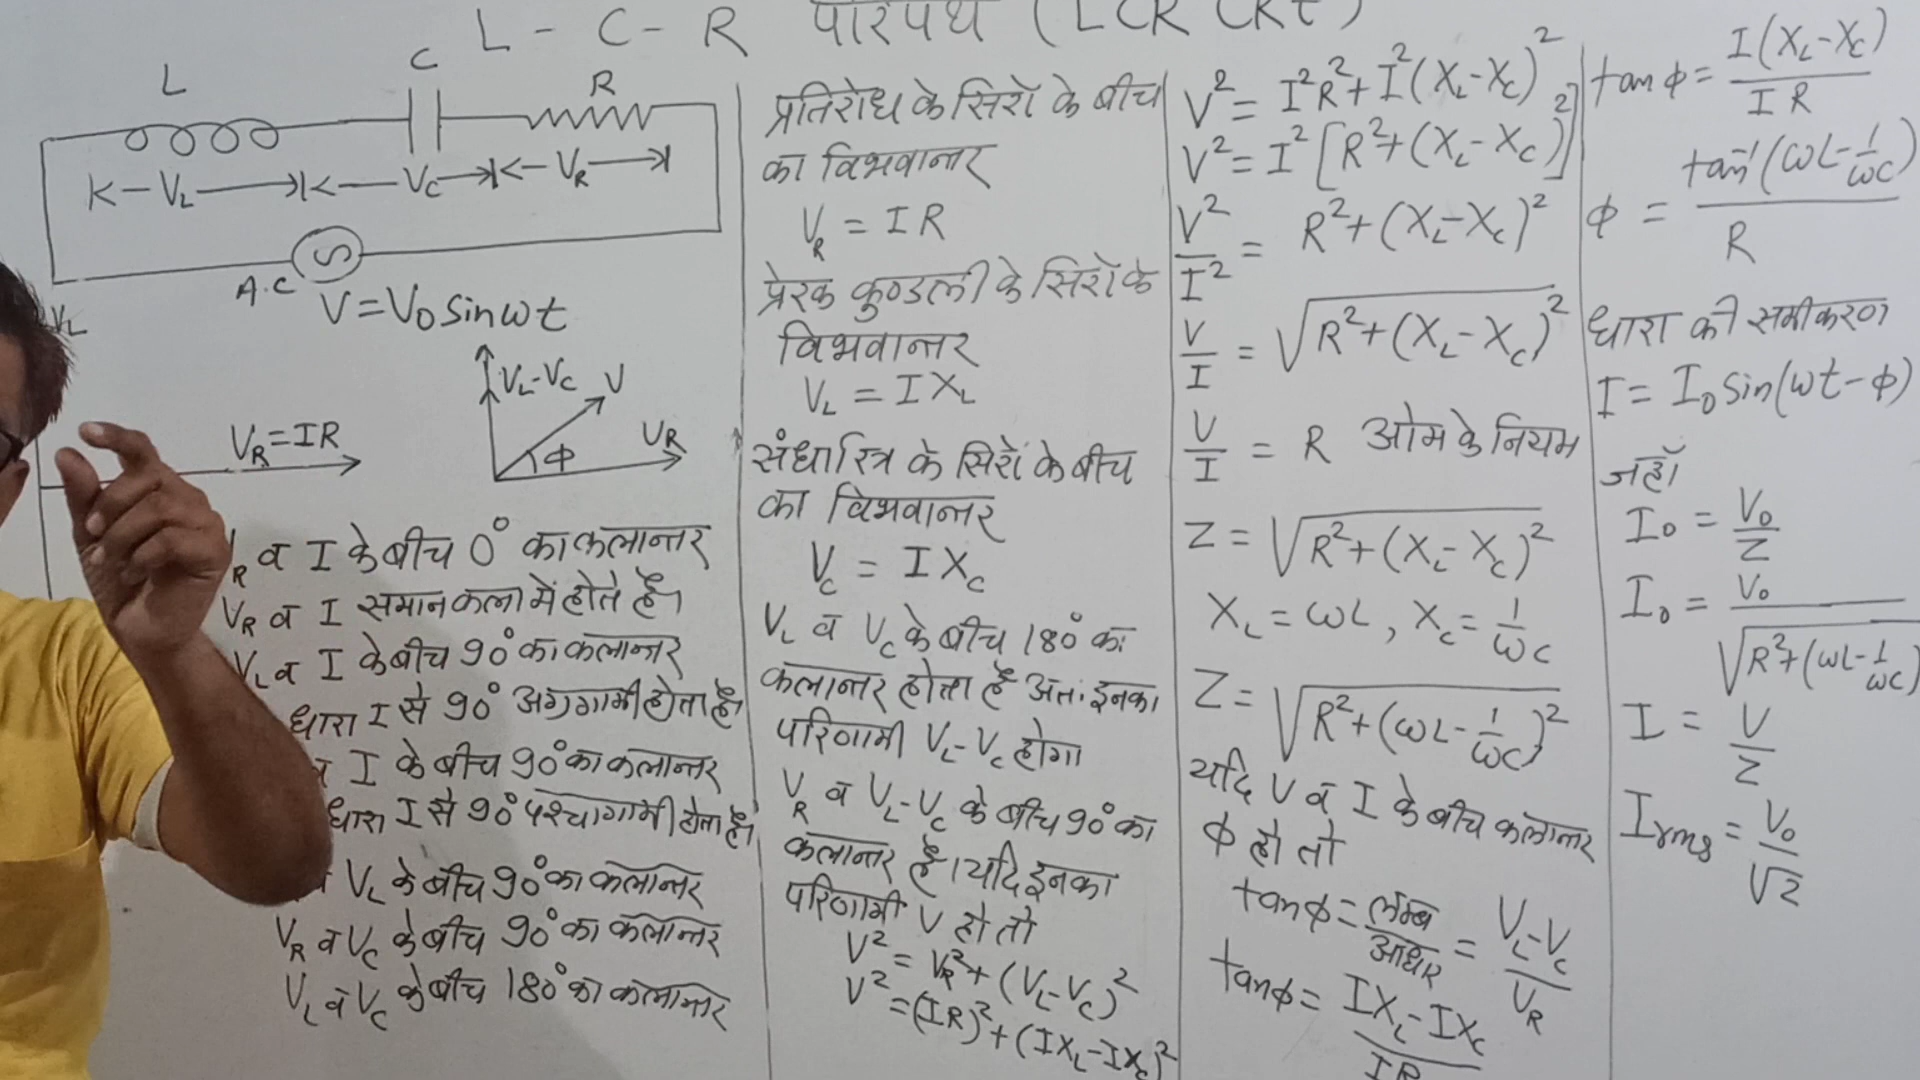 L - C - R परिपथ (LCR CKt)
L
C
R
V_L
V_C
V_R
A.C
V = V₀ sinωt
V_L
V_R = IR
V_L-V_C
V
ϕ
V_R
R व I के बीच 0° का कलान्तर
V_R व I समान कला में होते है।
V_L व I के बीच 90° का कलान्तर
धारा I से 90° अग्रगामी होता है।
व I के बीच 90° का कलान्तर
धारा I से 90° पश्चागामी होता है।
व V_L के बीच 90° का कलान्तर
V_R व V_C के बीच 90° का कलान्तर
V_L व V_C के बीच 180° का कलान्तर
प्रतिरोध के सिरों के बीच
का विभवान्तर
V_R = IR
प्रेरक कुण्डली के सिरों के
विभवान्तर
V_L = IX_L
संधारित्र के सिरों के बीच
का विभवान्तर
V_C = IX_C
V_L व V_C के बीच 180° का
कलान्तर होता है अतः इनका
परिणामी V_L-V_C होगा
V_R व V_L-V_C के बीच 90° का
कलान्तर है। यदि इनका
परिणामी V हो तो
V² = V_R² + (V_L-V_C)²
V² = (IR)² + (IX_L-IX_C)²
V² = I²R² + I²(X_L-X_C)²
V² = I² [R² + (X_L-X_C)²]
V²/I² = R² + (X_L-X_C)²
V/I = √(R² + (X_L-X_C)²)
V/I = R ओम के नियम
Z = √(R² + (X_L-X_C)²)
X_L = ωL, X_C = 1/ωC
Z = √(R² + (ωL-1/ωC)²)
यदि V व I के बीच कलान्तर
ϕ हो तो
tanϕ = लम्ब/आधार = (V_L-V_C)/V_R
tanϕ = (IX_L-IX_C)/IR
tanϕ = I(X_L-X_C)/IR
ϕ = tan⁻¹(ωL-1/ωC)/R
धारा की समीकरण
I = I₀ sin(ωt-ϕ)
जहाँ
I₀ = V₀/Z
I₀ = V₀/√(R² + (ωL-1/ωC)
I = V/Z
I_rms = V₀/√2